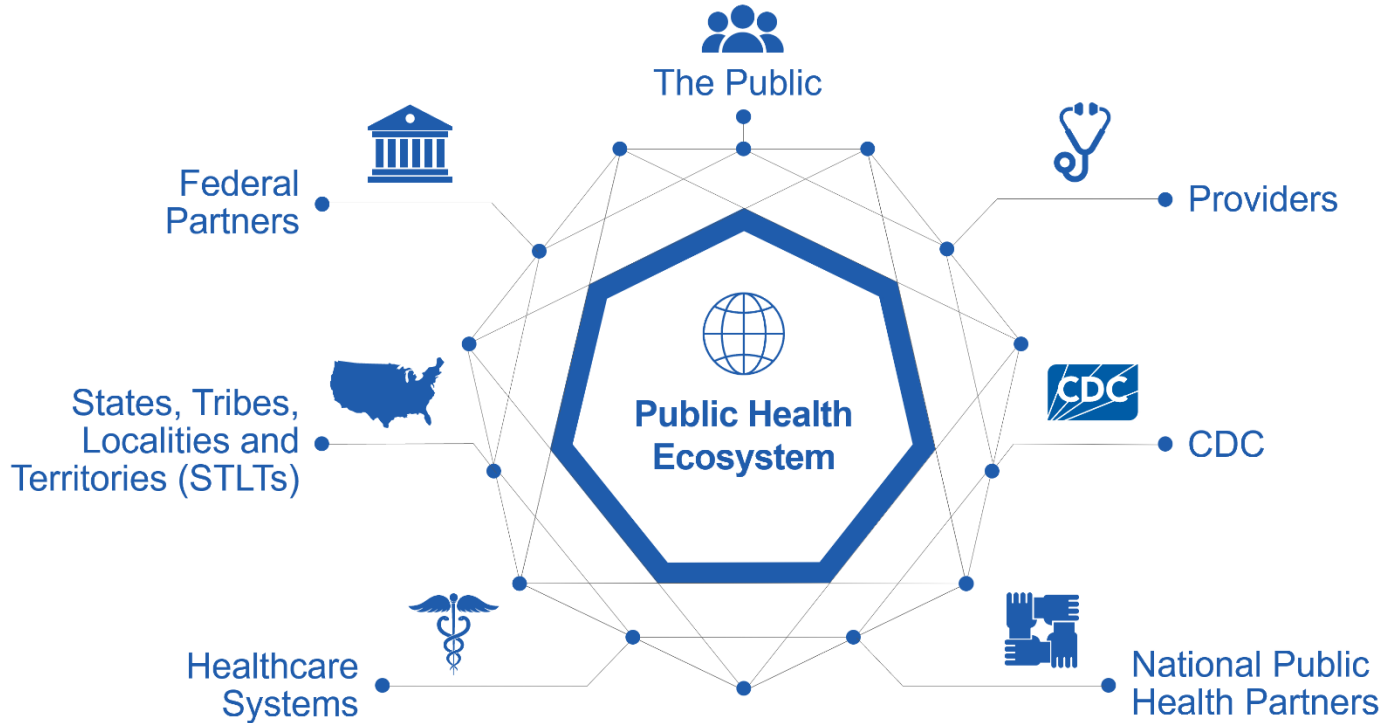 The Public
Federal
Partners
Providers
States, Tribes,
Localities and
Territories (STLTs)
Public Health
Ecosystem
CDC
CDC
Healthcare
Systems
National Public
Health Partners